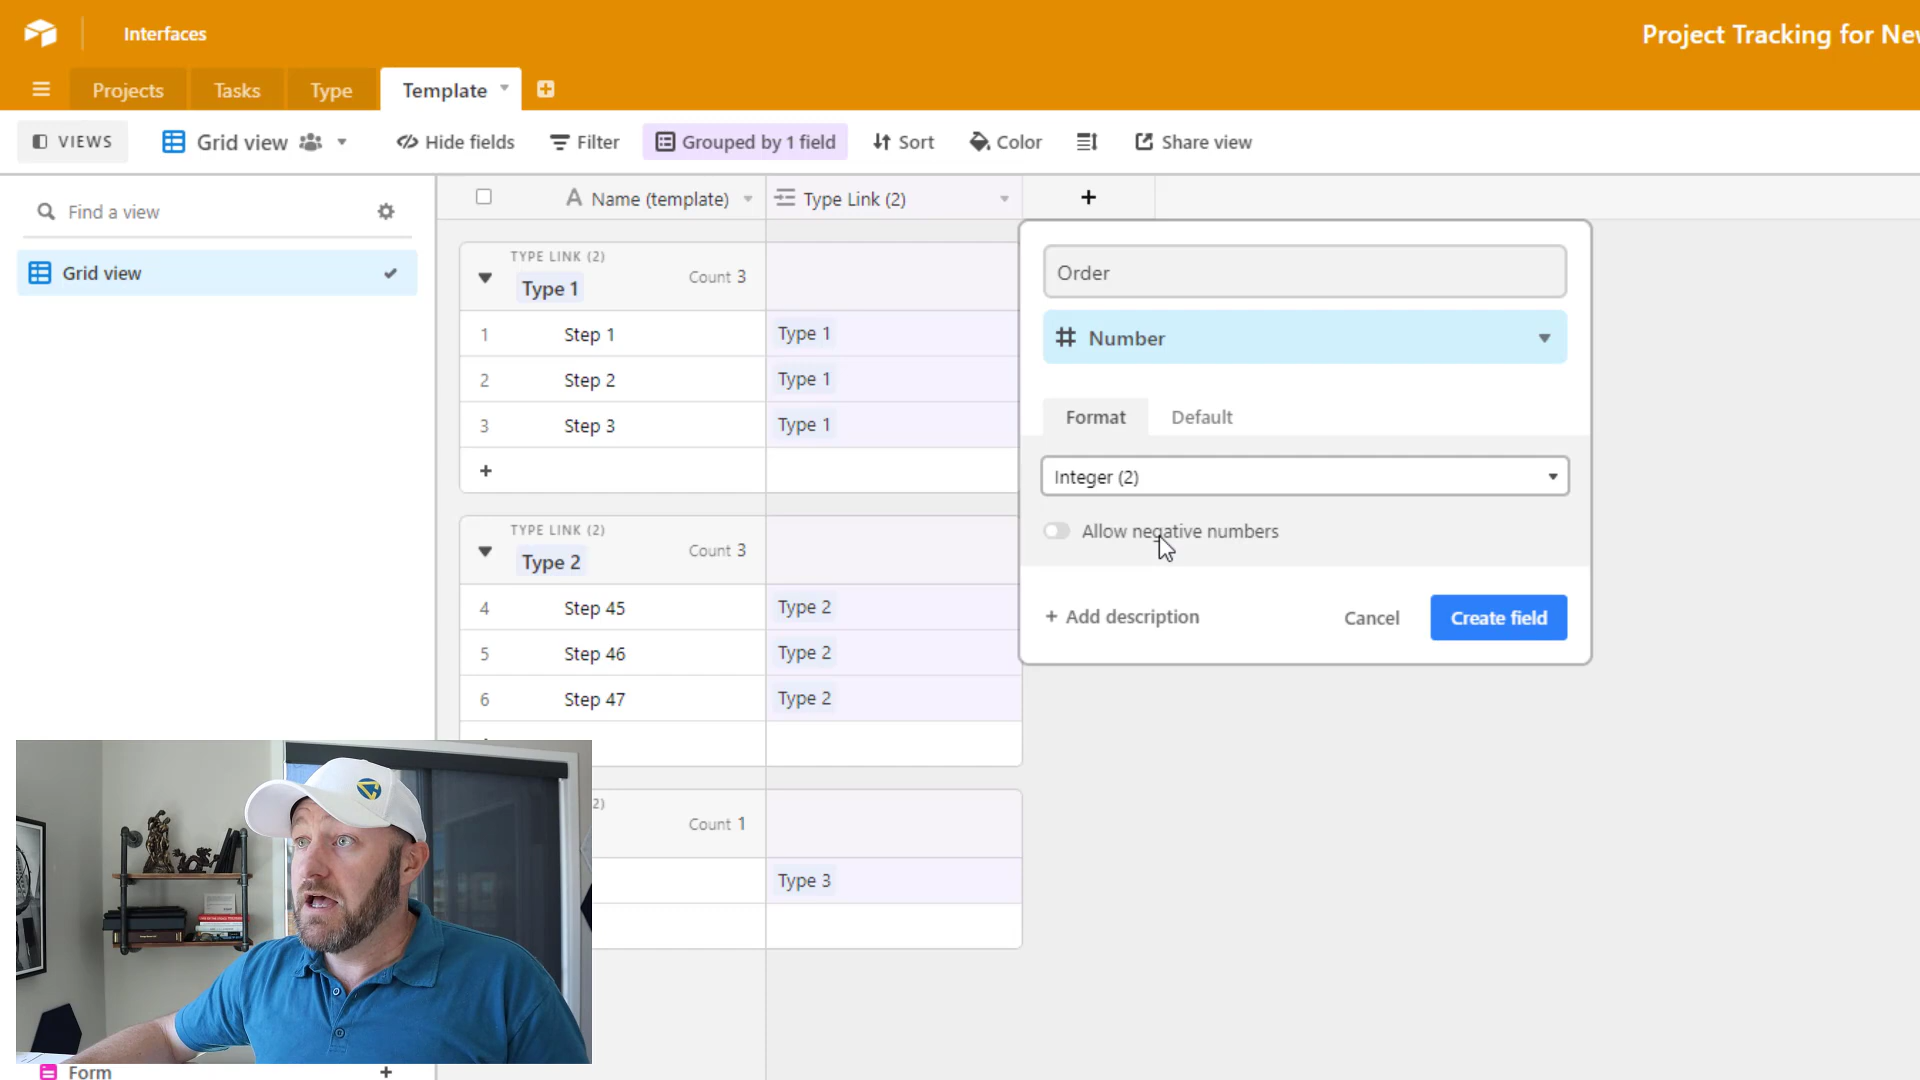 Interfaces
Project Tracking for Nev
Projects
Tasks
Type
Template
VIEWS
Grid view
Hide fields
Filter
Grouped by 1 field
Sort
Color
Share view
Find a view
Grid view
Name (template)
Type Link (2)
TYPE LINK (2)
Type 1
Count 3
1 Step 1 Type 1
2 Step 2 Type 1
3 Step 3 Type 1
+
TYPE LINK (2)
Type 2
Count 3
4 Step 45 Type 2
5 Step 46 Type 2
6 Step 47 Type 2
2)
Count 1
Type 3
Order
# Number
Format
Default
Integer (2)
Allow negative numbers
+ Add description
Cancel
Create field
Form +